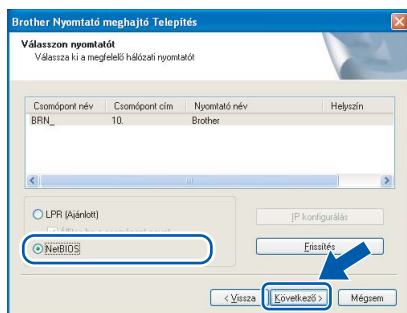 Brother Nyomtató meghajtó Telepítés
Válasszon nyomtatót
Válassza ki a megfelelő hálózati nyomtatót
Csomópont név Csomópont cím Nyomtató név Helyszín
BRN_ 10. Brother
LPR (Ajánlott)
IP konfigurálás
NetBIOS
Frissítés
< Vissza Következő > Mégsem